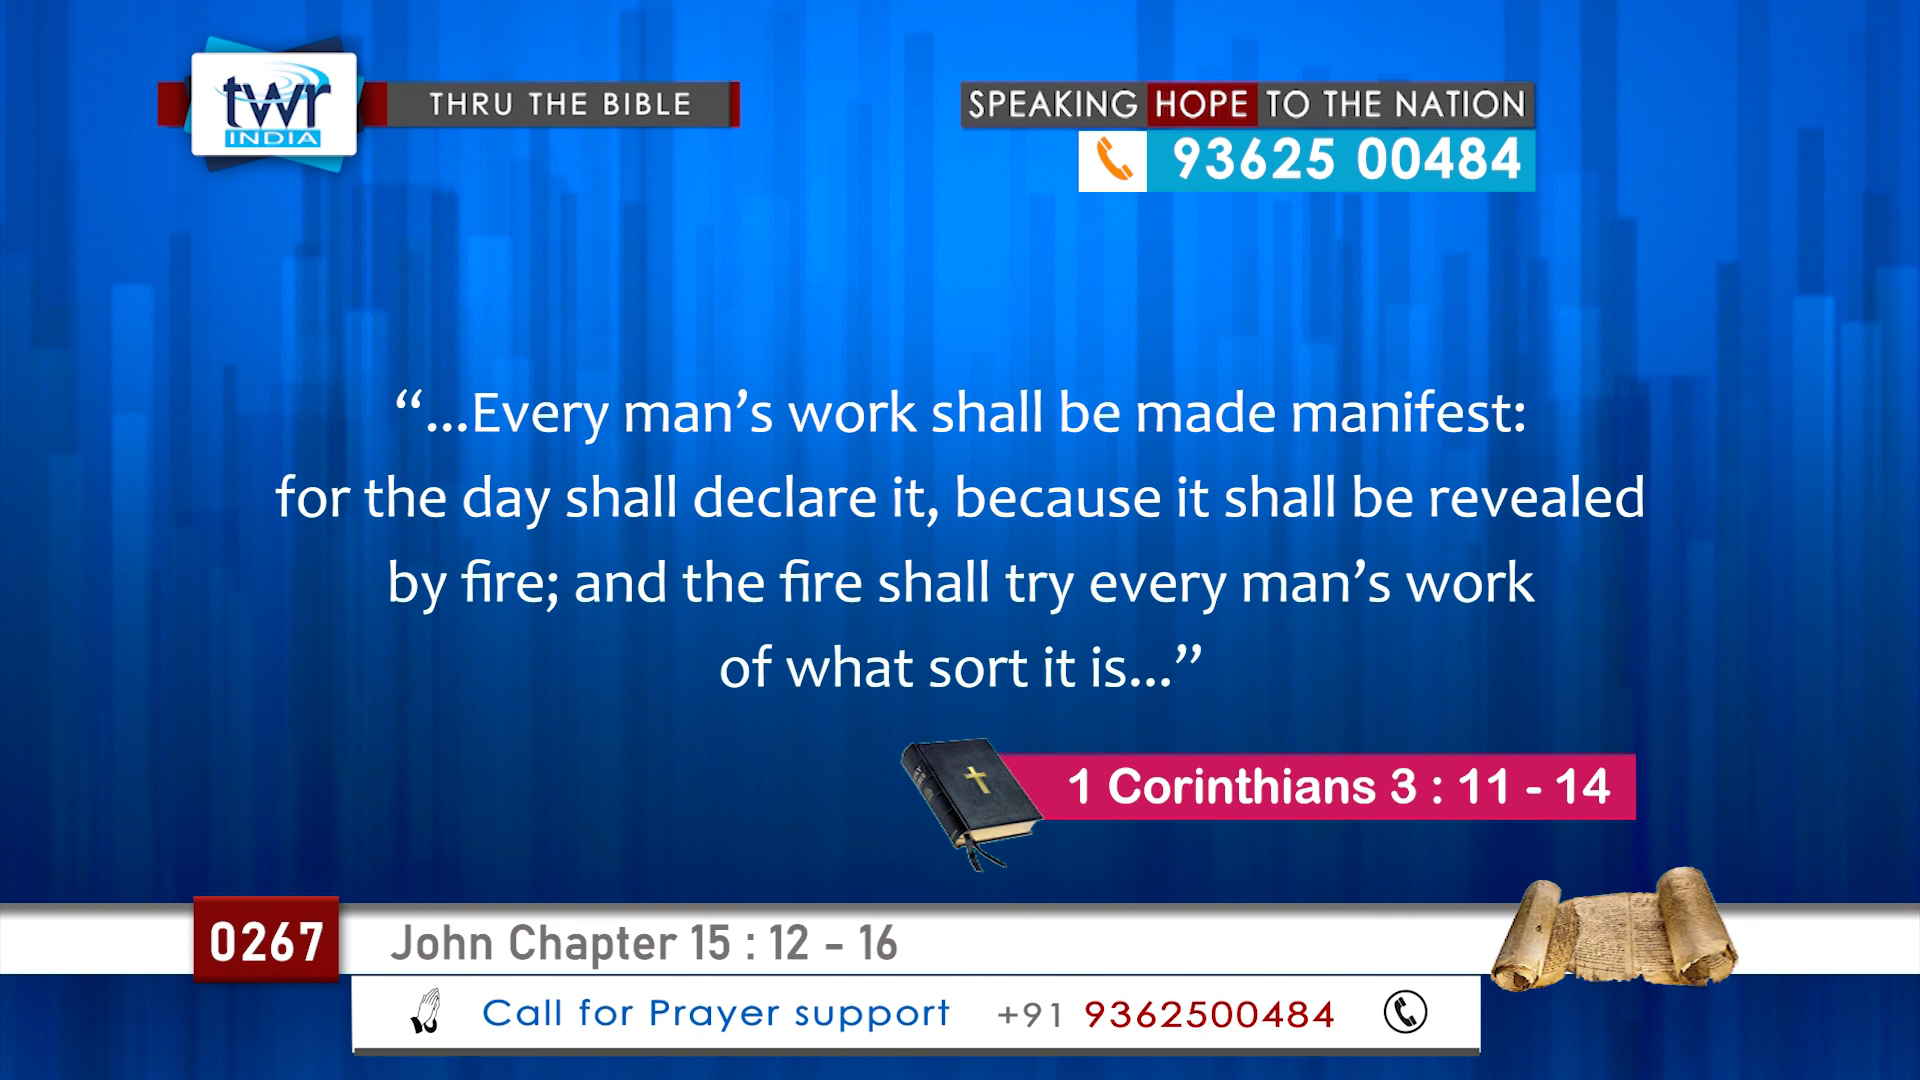 twr
INDIA
THRU THE BIBLE
SPEAKING HOPE TO THE NATION
93625 00484
“...Every man’s work shall be made manifest:
for the day shall declare it, because it shall be revealed
by fire; and the fire shall try every man’s work
of what sort it is...”
1 Corinthians 3 : 11 - 14
0267
John Chapter 15 : 12 - 16
Call for Prayer support +91 9362500484